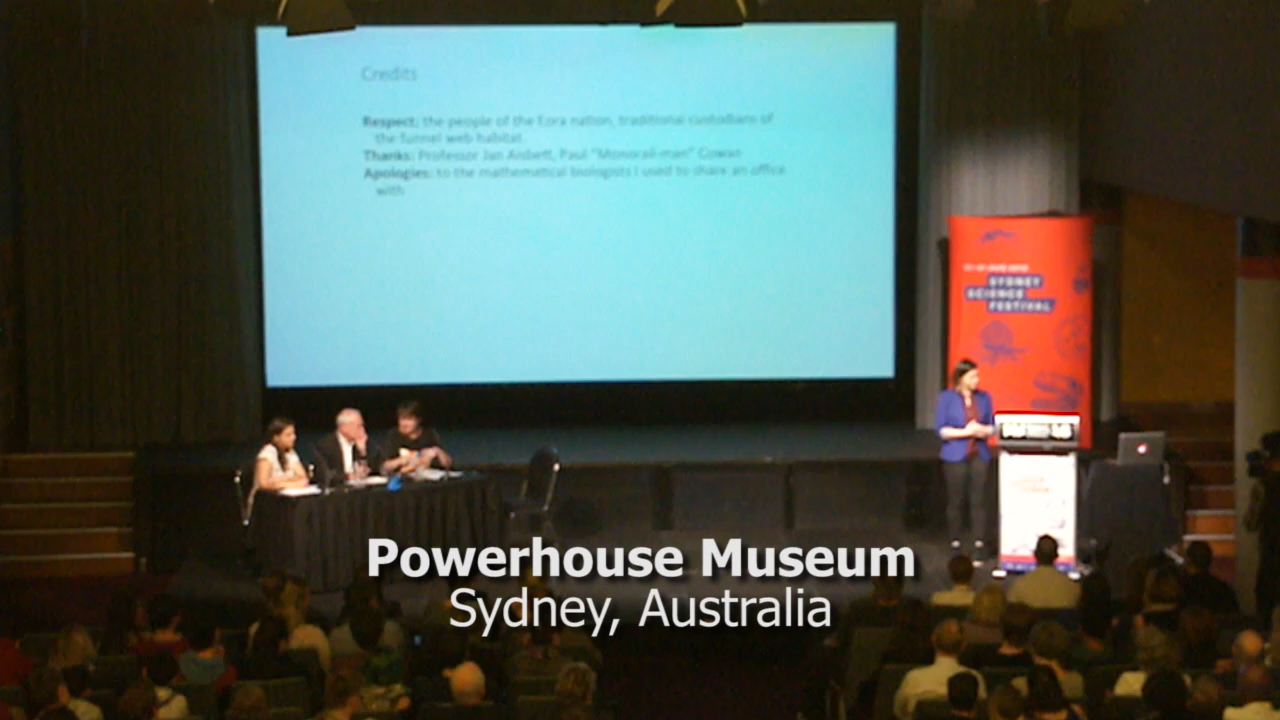 Credits
Respect: the people of the Eora nation, traditional custodians of
the funnel web habitat.
Thanks: Professor Jan Aisbett, Paul "Monorail-man" Cowan
Apologies: to the mathematical biologists I used to share an office
with
SYDNEY
SCIENCE
FESTIVAL
Powerhouse Museum
Sydney, Australia